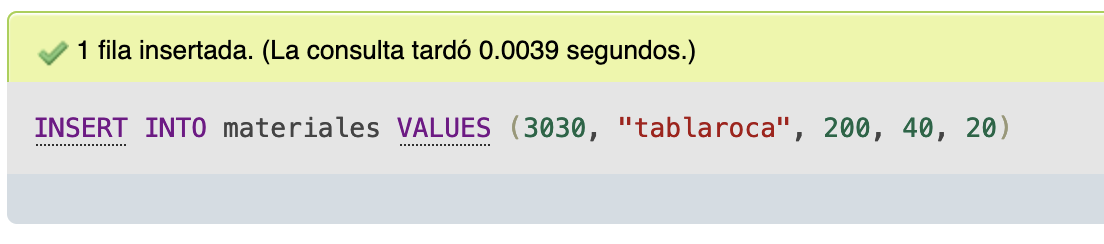 1 fila insertada. (La consulta tardó 0.0039 segundos.)
INSERT INTO materiales VALUES (3030, "tablaroca", 200, 40, 20)